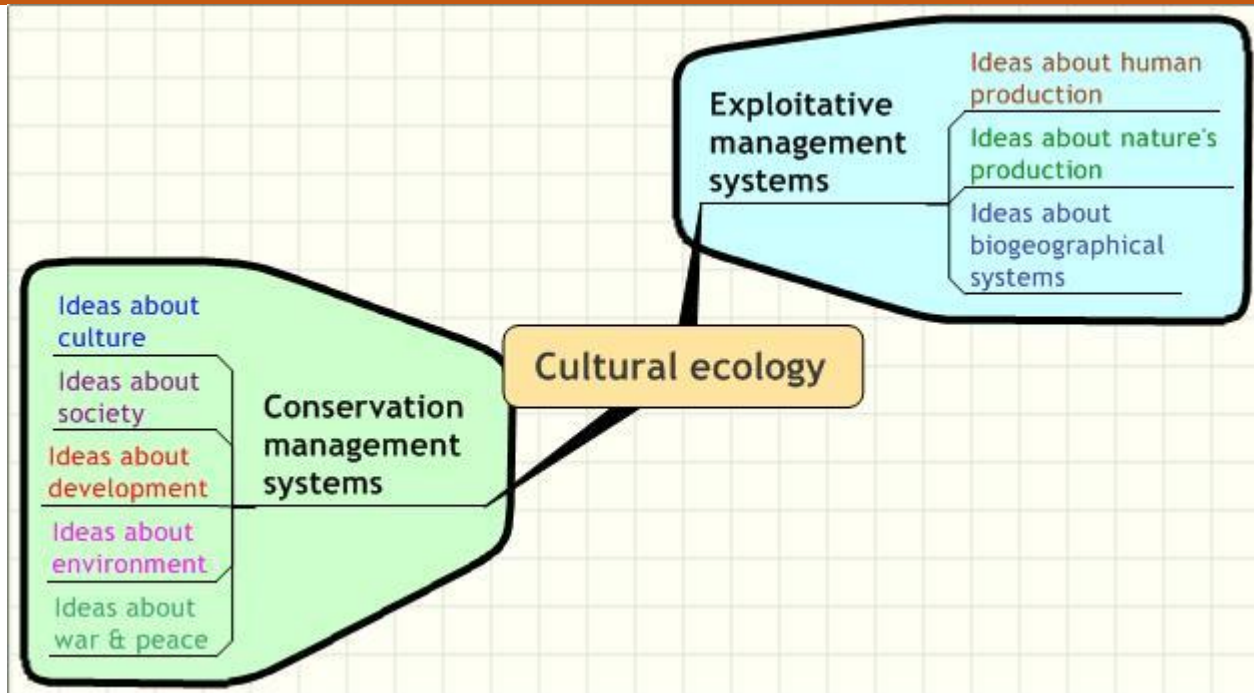 Exploitative
management
systems
Ideas about human
production
Ideas about nature's
production
Ideas about
biogeographical
systems
Cultural ecology
Conservation
management
systems
Ideas about
culture
Ideas about
society
Ideas about
development
Ideas about
environment
Ideas about
war & peace